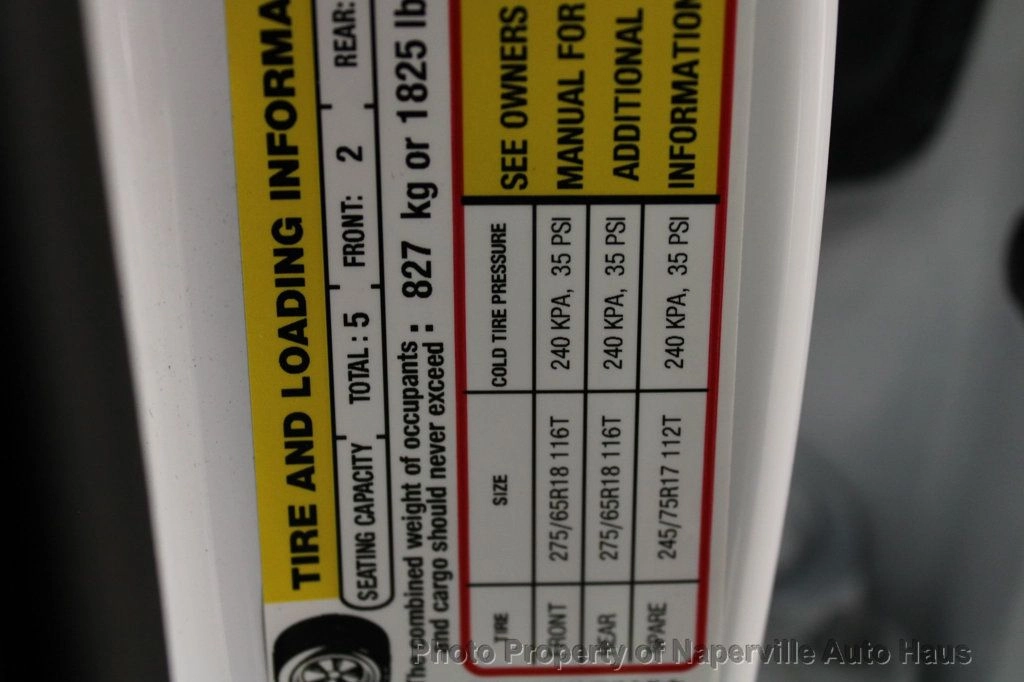 TIRE AND LOADING INFORMA
SEATING CAPACITY TOTAL : 5 FRONT: 2 REAR:
The combined weight of occupants : 827 kg or 1825 lb
and cargo should never exceed
TIRE SIZE COLD TIRE PRESSURE
FRONT 275/65R18 116T 240 KPA, 35 PSI
REAR 275/65R18 116T 240 KPA, 35 PSI
SPARE 245/75R17 112T 240 KPA, 35 PSI
SEE OWNERS
MANUAL FOR
ADDITIONAL
INFORMATION
Photo Property of Naperville Auto Haus